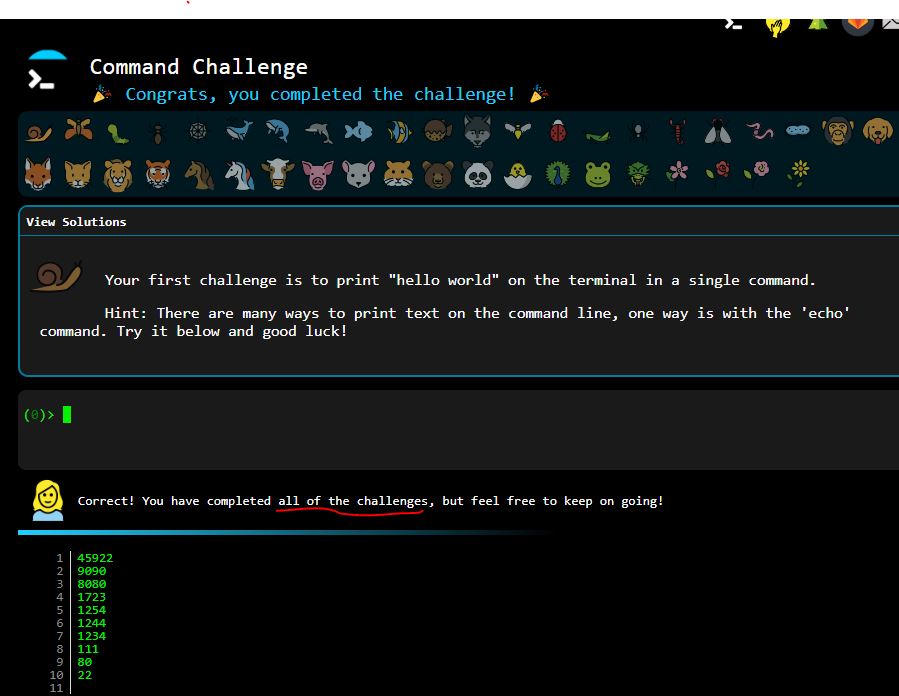 Command Challenge
Congrats, you completed the challenge!
View Solutions
Your first challenge is to print "hello world" on the terminal in a single command.
Hint: There are many ways to print text on the command line, one way is with the 'echo'
command. Try it below and good luck!
(0)>
Correct! You have completed all of the challenges, but feel free to keep on going!
1 45922
2 9090
3 8080
4 1723
5 1254
6 1244
7 1234
8 111
9 80
10 22
11